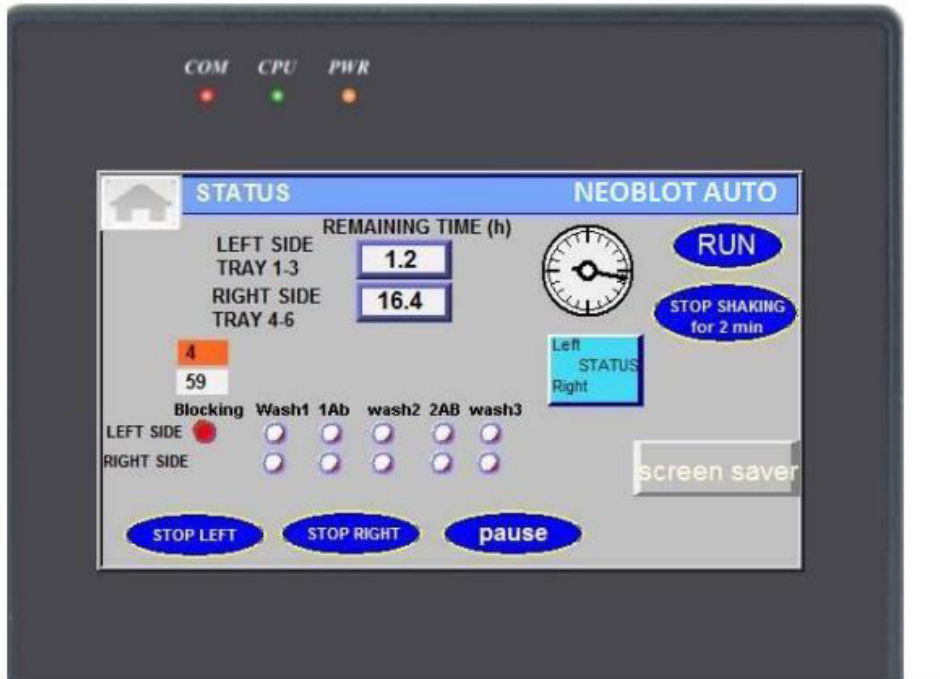 COM CPU PWR
STATUS NEOBLOT AUTO
REMAINING TIME (h)
LEFT SIDE
TRAY 1-3
1.2
RIGHT SIDE
TRAY 4-6
16.4
RUN
STOP SHAKING
for 2 min
4
59
Left
STATUS
Right
Blocking Wash1 1Ab wash2 2AB wash3
LEFT SIDE
RIGHT SIDE
screen saver
STOP LEFT STOP RIGHT pause